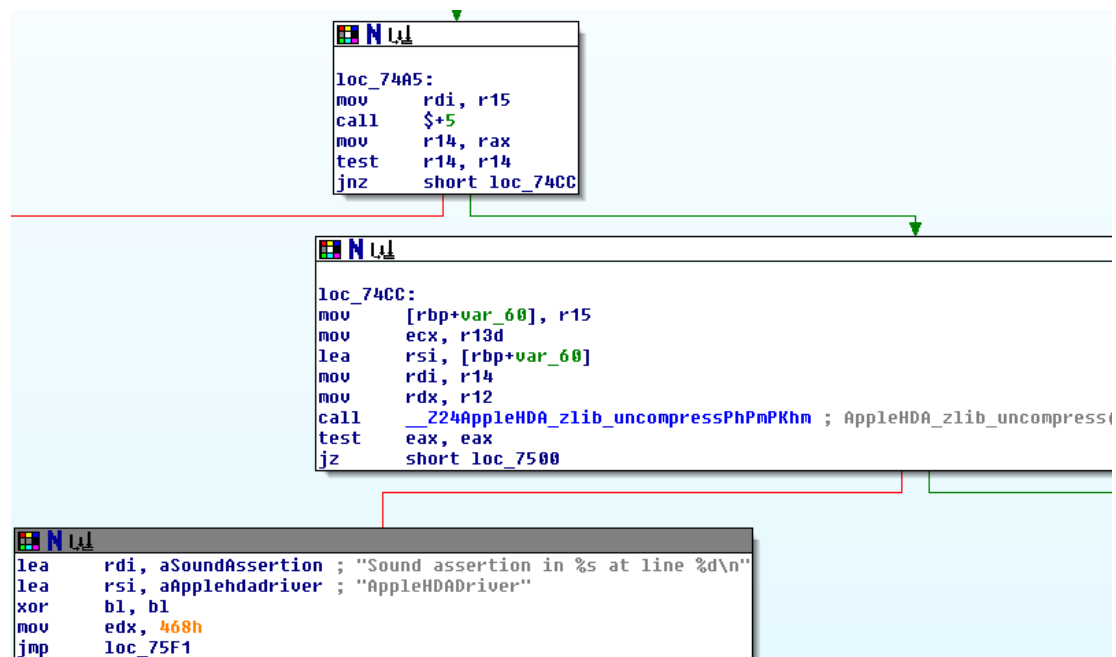 N
loc_74A5:
mov rdi, r15
call $+5
mov r14, rax
test r14, r14
jnz short loc_74CC
N
loc_74CC:
mov [rbp+var_60], r15
mov ecx, r13d
lea rsi, [rbp+var_60]
mov rdi, r14
mov rdx, r12
call __Z24AppleHDA_zlib_uncompressPhPmPKhm ; AppleHDA_zlib_uncompress(
test eax, eax
jz short loc_7500
N
lea rdi, aSoundAssertion ; "Sound assertion in %s at line %d\n"
lea rsi, aApplehdadriver ; "AppleHDADriver"
xor bl, bl
mov edx, 468h
jmp loc_75F1